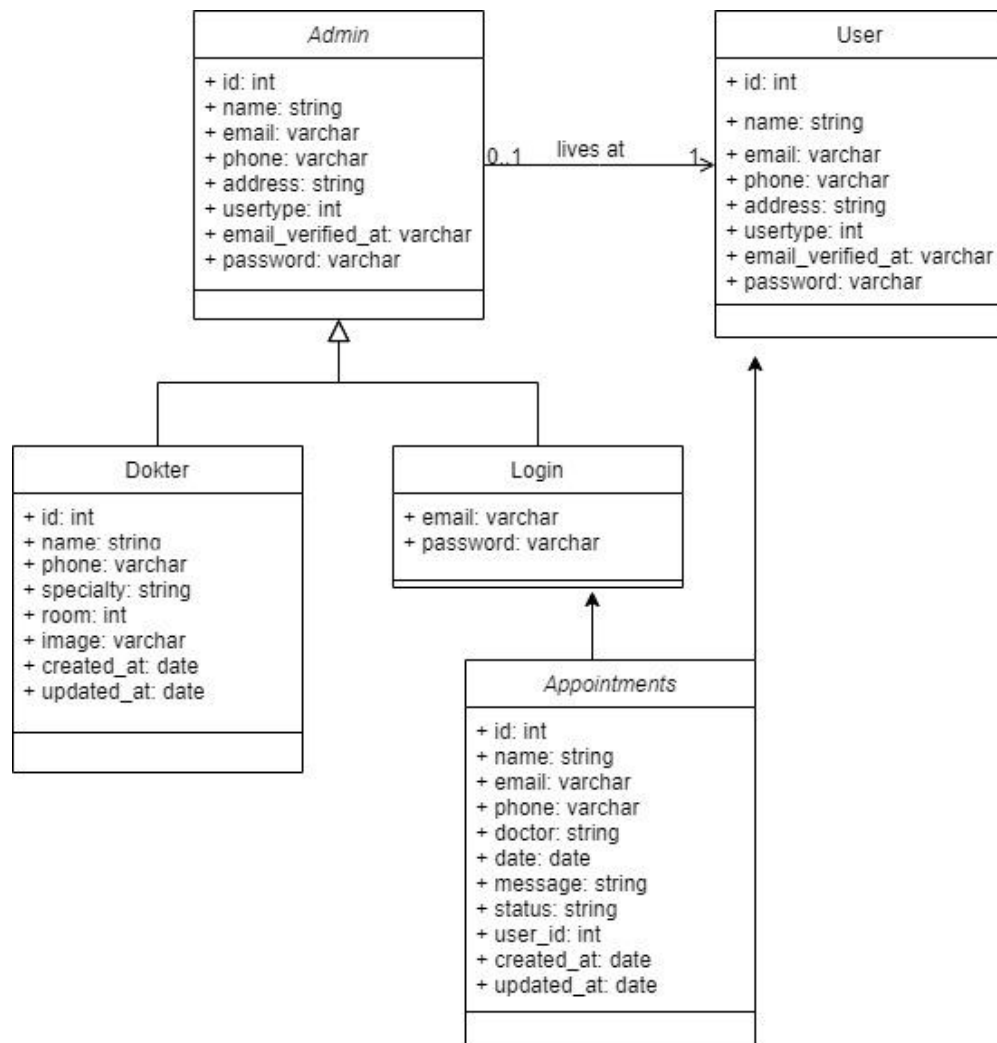 Admin
+ id: int
+ name: string
+ email: varchar
+ phone: varchar
+ address: string
+ usertype: int
+ email_verified_at: varchar
+ password: varchar
0..1
lives at
1
User
+ id: int
+ name: string
+ email: varchar
+ phone: varchar
+ address: string
+ usertype: int
+ email_verified_at: varchar
+ password: varchar
Dokter
+ id: int
+ name: string
+ phone: varchar
+ specialty: string
+ room: int
+ image: varchar
+ created_at: date
+ updated_at: date
Login
+ email: varchar
+ password: varchar
Appointments
+ id: int
+ name: string
+ email: varchar
+ phone: varchar
+ doctor: string
+ date: date
+ message: string
+ status: string
+ user_id: int
+ created_at: date
+ updated_at: date